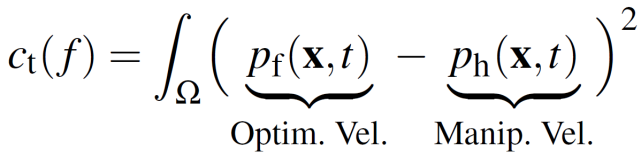 c_t(f) = ∫_Ω ( p_f(x,t) − p_h(x,t) )²
Optim. Vel. Manip. Vel.